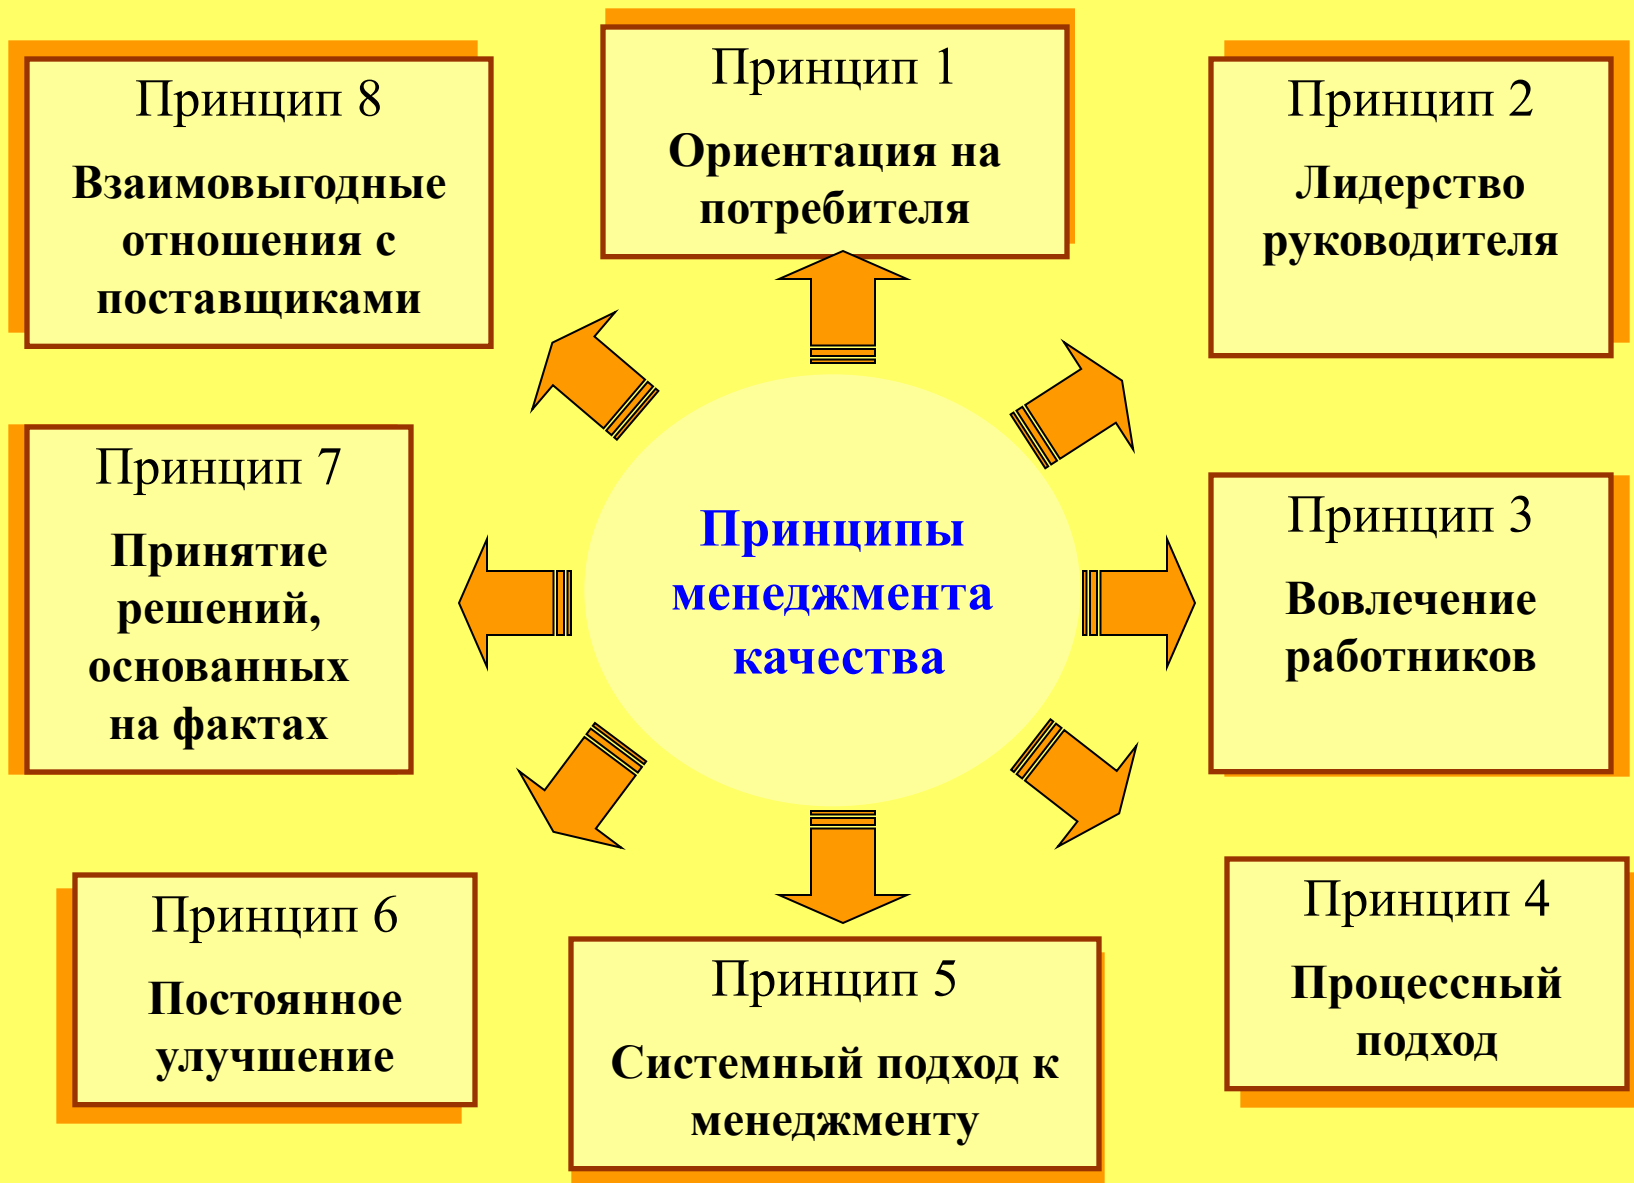 Принцип 1
Ориентация на
потребителя
Принцип 2
Лидерство
руководителя
Принцип 3
Вовлечение
работников
Принцип 4
Процессный
подход
Принцип 5
Системный подход к
менеджменту
Принцип 6
Постоянное
улучшение
Принцип 7
Принятие
решений,
основанных
на фактах
Принцип 8
Взаимовыгодные
отношения с
поставщиками
Принципы
менеджмента
качества